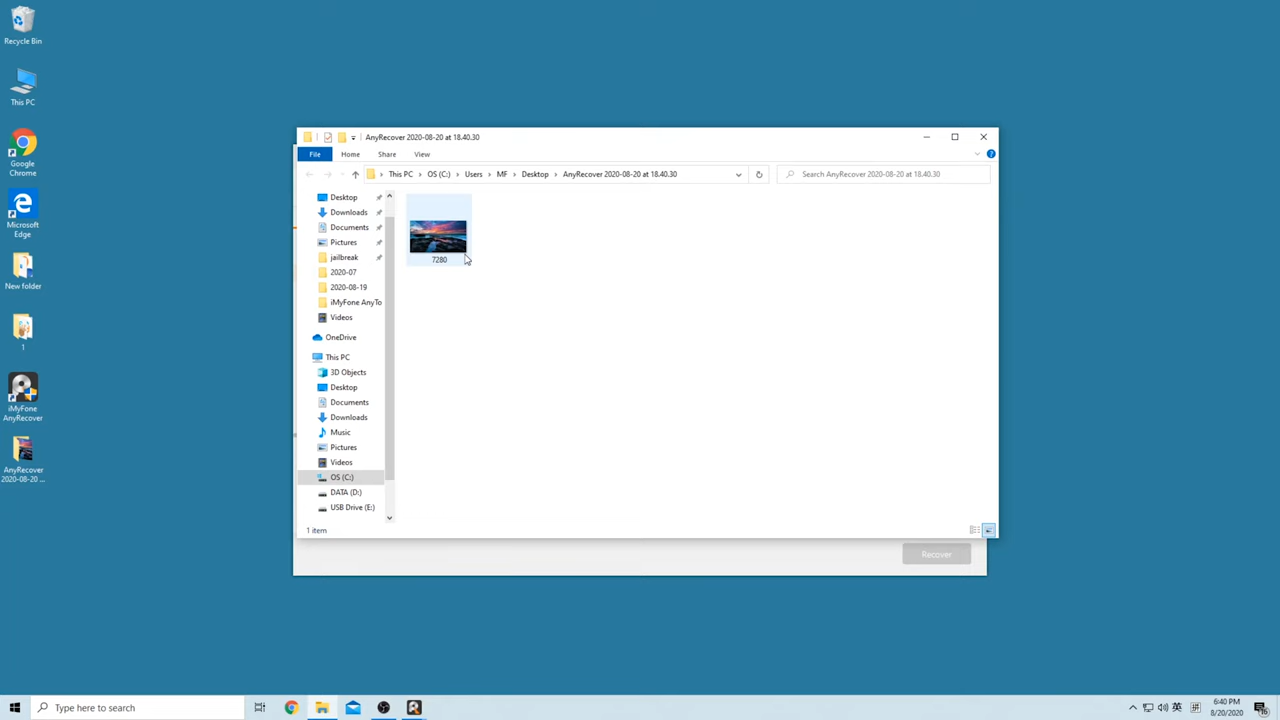 Recycle Bin
This PC
Google
Chrome
Microsoft
Edge
New folder
1
iMyFone
AnyRecover
AnyRecover
2020-08-20 ...
AnyRecover 2020-08-20 at 18.40.30
File
Home
Share
View
This PC > OS (C:) > Users > MF > Desktop > AnyRecover 2020-08-20 at 18.40.30
Search AnyRecover 2020-08-20 at 18.40.30
Desktop
Downloads
Documents
Pictures
jailbreak
2020-07
2020-08-19
iMyFone AnyTo
Videos
OneDrive
This PC
3D Objects
Desktop
Documents
Downloads
Music
Pictures
Videos
OS (C:)
DATA (D:)
USB Drive (E:)
7280
1 item
Recover
Type here to search
英
拼
6:40 PM
8/20/2020